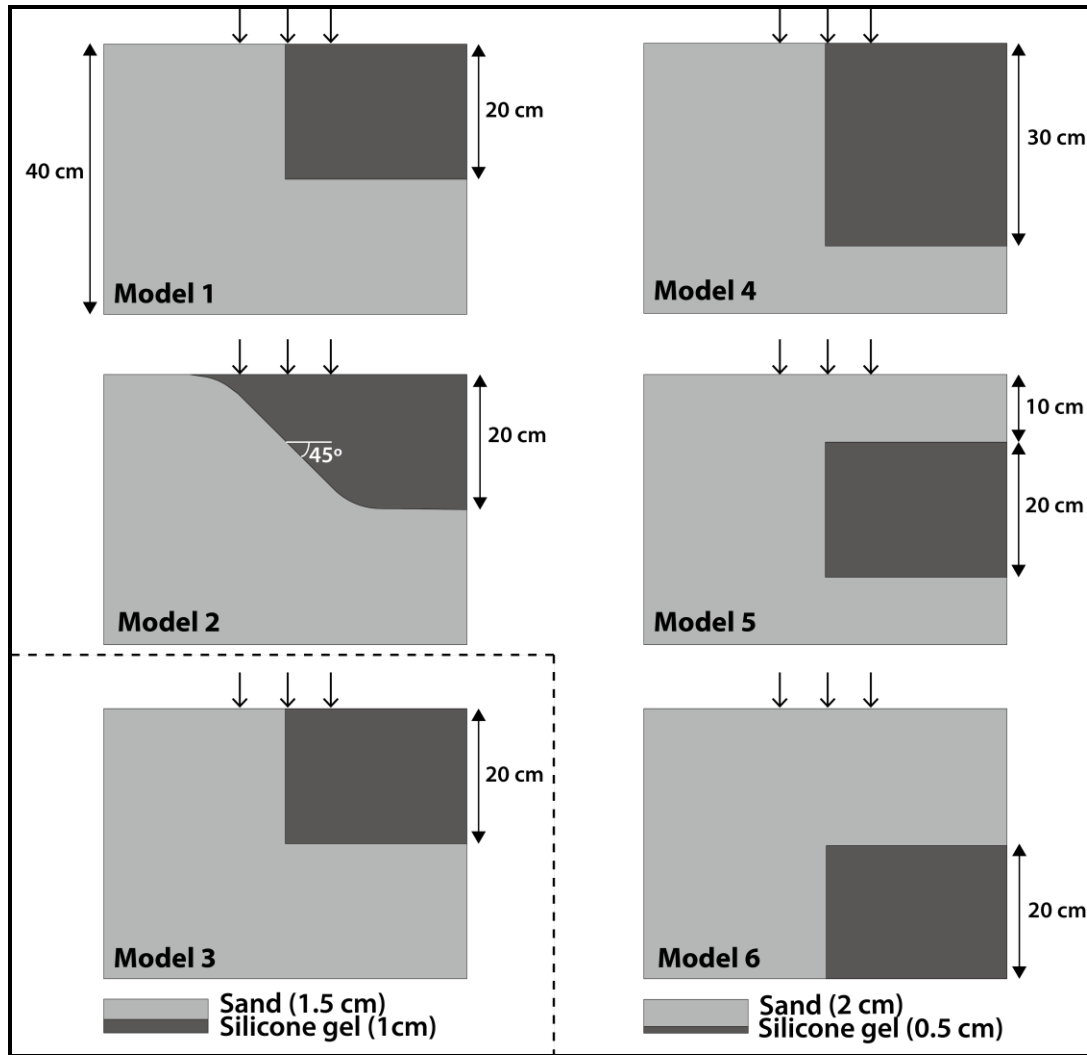 20 cm
40 cm
Model 1
30 cm
Model 4
20 cm
45º
Model 2
10 cm
20 cm
Model 5
20 cm
Model 3
20 cm
Model 6
Sand (1.5 cm)
Silicone gel (1cm)
Sand (2 cm)
Silicone gel (0.5 cm)